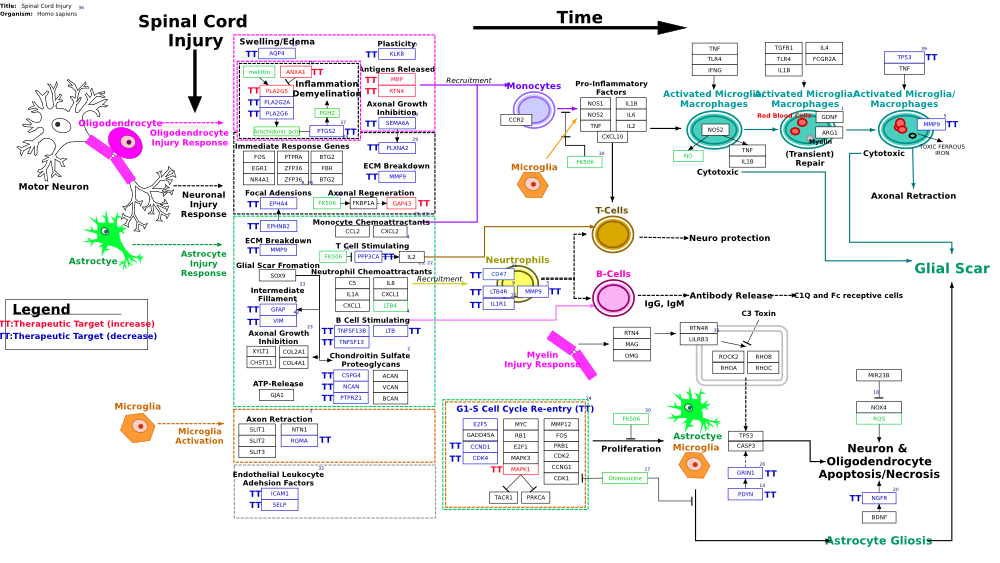 Title: Spinal Cord Injury
Organism: Homo sapiens
Spinal Cord
Injury
Time
Swelling/Edema
TT AQP4
melittin
ANXA1 TT
TT PLA2G5
TT PLA2G2A
TT PLA2G6
Inflammation
Demyelination
PGH2
Arachidonic acid
PTGS2 TT
Plasticity
TT KLK8
Antigens Released
TT MBP
TT RTN4
Axonal Growth
Inhibition
TT SEMA6A
TT PLXNA2
ECM Breakdown
TT MMP9
Immediate Response Genes
FOS PTPRA BTG2
EGR1 ZFP36 FBR
NR4A1 ZFP36 BTG2
Focal Adensions
TT EPHA4
Axonal Regeneration
FK506 FKBP1A GAP43 TT
TT EPHNB2
Monocyte Chemoattractants
CCL2 CXCL2
ECM Breakdown
TT MMP9
T Cell Stimulating
FK506 PPP3CA TT IL2
Glial Scar Fromation
SOX9
Neutrophil Chemoattractants
C5 IL8
IL1A CXCL1
CXCL1 LTB4
Intermediate
Fillament
TT GFAP
TT VIM
B Cell Stimulating
TT TNFSF13B LTB TT
TT TNFSF13
Axonal Growth
Inhibition
XYLT1 COL2A1
CHST11 COL4A1
Chondroitin Sulfate
Proteoglycans
TT CSPG4 ACAN
TT NCAN VCAN
TT PTPRZ1 BCAN
ATP-Release
GJA1
Axon Retraction
SLIT1 NTN1
SLIT2 RGMA TT
SLIT3
Endothelial Leukocyte
Adehsion Factors
TT ICAM1
TT SELP
Motor Neuron
Oligodendrocyte
Oligodendrocyte
Injury Response
Neuronal
Injury
Response
Astroctye
Astrocyte
Injury
Response
Legend
TT:Therapeutic Target (increase)
TT:Therapeutic Target (decrease)
Microglia
Microglia
Activation
Recruitment
Monocytes
CCR2
Microglia
Pro-Inflammatory
Factors
NOS1 IL1B
NOS2 IL6
TNF IL2
CXCL10
FK506
Recruitment
Neurtrophils
TT CD47
TT LTB4R MMP9 TT
TT IL1R1
T-Cells
Neuro protection
B-Cells
IgG, IgM
Antibody Release
C1Q and Fc receptive cells
Myelin
Injury Response
RTN4
MAG
OMG
C3 Toxin
RTN4R
LILRB3
ROCK2 RHOB
RHOA RHOC
TNF
TLR4
IFNG
TGFB1 IL4
TLR4 FCGR2A
IL1B
TT TP53
TNF
Activated Microglia/
Macrophages
Activated Microglia/
Macrophages
Activated Microglia/
Macrophages
NOS2
NO
TNF
IL1B
Cytotoxic
Red Blood Cells
GDNF
ARG1
Myelin
(Transient)
Repair
MMP9 TT
TOXIC FERROUS
IRON
Cytotoxic
Axonal Retraction
Glial Scar
G1-S Cell Cycle Re-entry (TT)
E2F5 MYC MMP12
GADD45A RB1 FOS
TT CCND1 E2F1 PRB1
TT CDK4 MAPK3 CDK2
TT MAPK1 CCNG1
CDK1
TACR1 PRKCA
FK506
Proliferation
Olomoucine
Astroctye
Microglia
TP53
CASP3
GRIN1 TT
PDYN TT
MIR23B
NOX4
ROS
Neuron &
Oligodendrocyte
Apoptosis/Necrosis
TT NGFR
BDNF
Astrocyte Gliosis